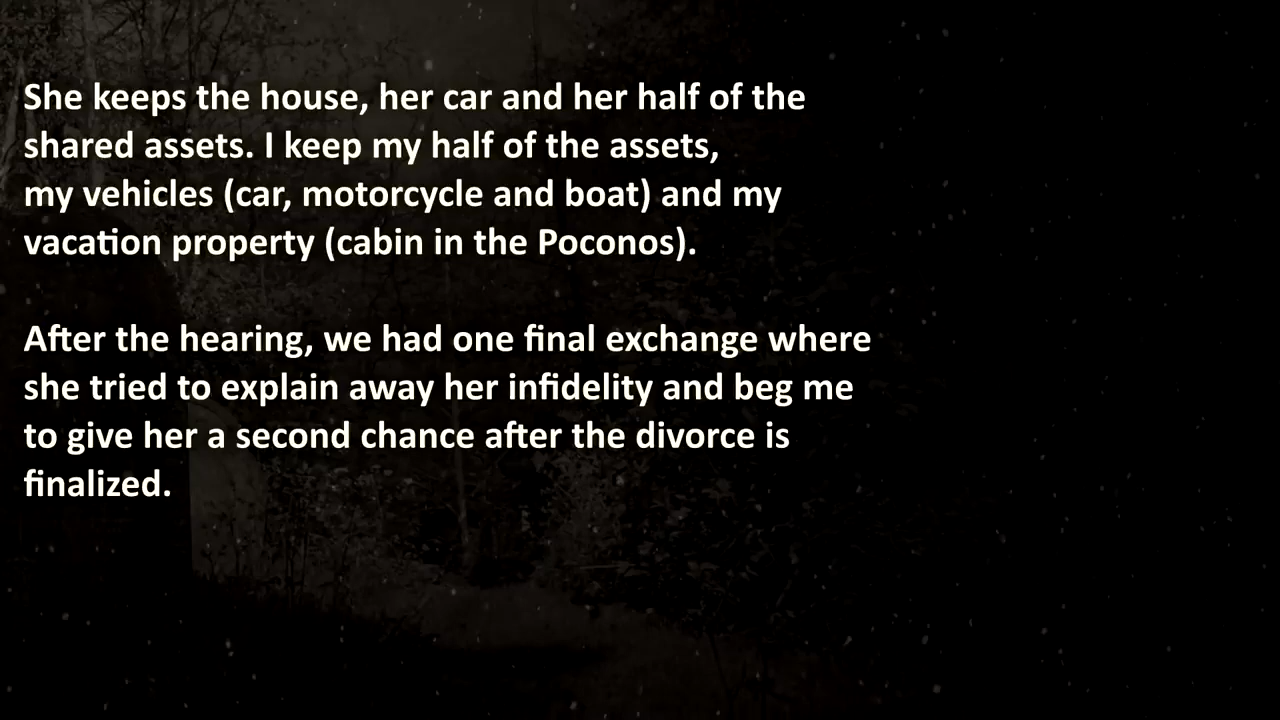 She keeps the house, her car and her half of the
shared assets. I keep my half of the assets,
my vehicles (car, motorcycle and boat) and my
vacation property (cabin in the Poconos).
After the hearing, we had one final exchange where
she tried to explain away her infidelity and beg me
to give her a second chance after the divorce is
finalized.